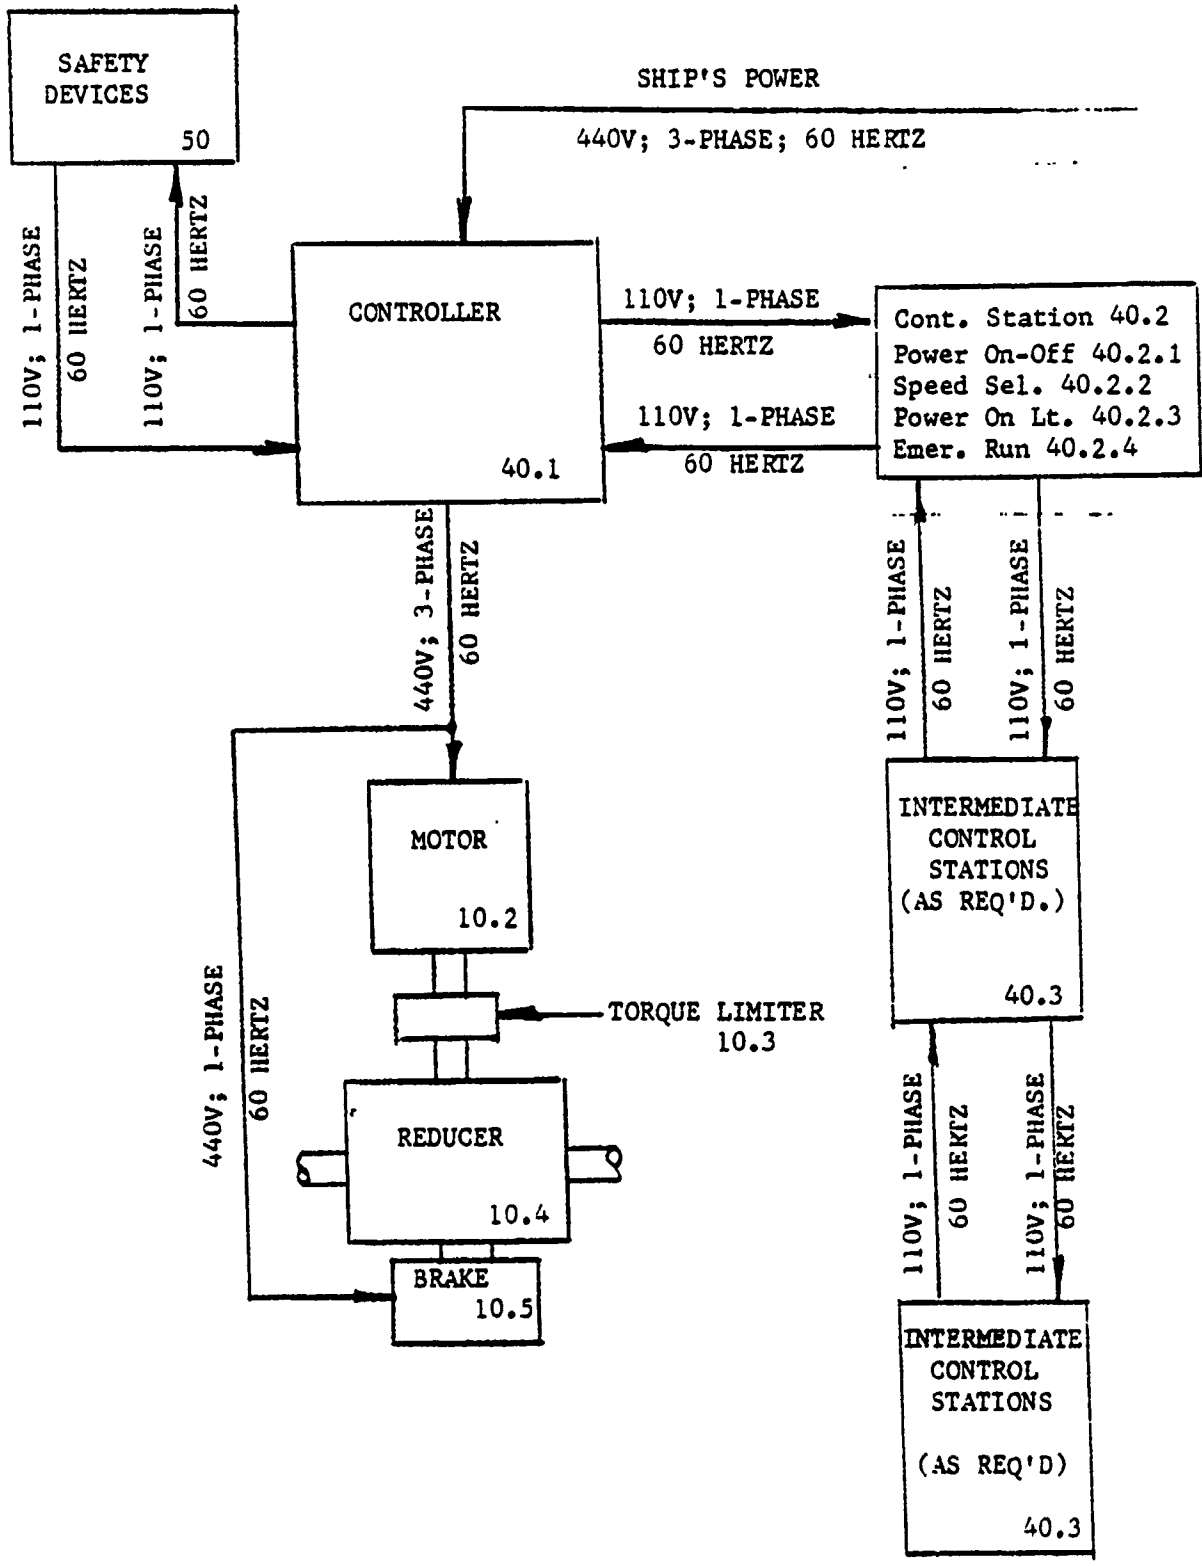 SAFETY
DEVICES
50
SHIP'S POWER
440V; 3-PHASE; 60 HERTZ
110V; 1-PHASE
60 HERTZ
110V; 1-PHASE
60 HERTZ
CONTROLLER
40.1
110V; 1-PHASE
60 HERTZ
110V; 1-PHASE
60 HERTZ
Cont. Station 40.2
Power On-Off 40.2.1
Speed Sel. 40.2.2
Power On Lt. 40.2.3
Emer. Run 40.2.4
440V; 3-PHASE
60 HERTZ
110V; 1-PHASE
60 HERTZ
110V; 1-PHASE
60 HERTZ
MOTOR
10.2
INTERMEDIATE
CONTROL
STATIONS
(AS REQ'D.)
40.3
440V; 1-PHASE
60 HERTZ
TORQUE LIMITER
10.3
REDUCER
10.4
BRAKE
10.5
110V; 1-PHASE
60 HERTZ
110V; 1-PHASE
60 HERTZ
INTERMEDIATE
CONTROL
STATIONS
(AS REQ'D)
40.3